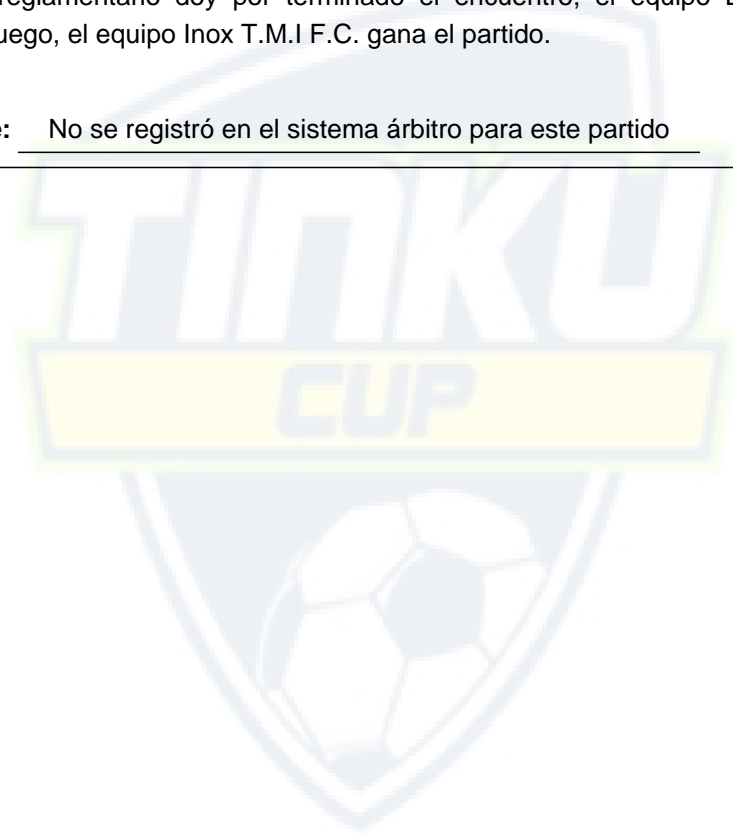 reglamentario doy por terminado el encuentro, el equipo
uego, el equipo Inox T.M.I F.C. gana el partido.
: No se registró en el sistema árbitro para este partido
TINKU
CUP